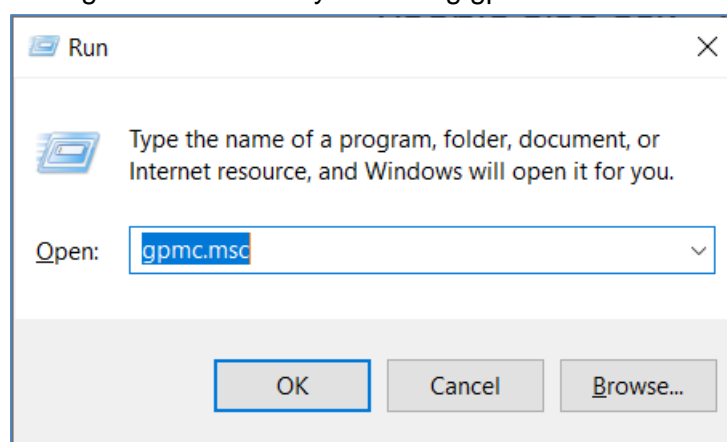 Run
Type the name of a program, folder, document, or
Internet resource, and Windows will open it for you.
Open: gpmc.msc
OK Cancel Browse...